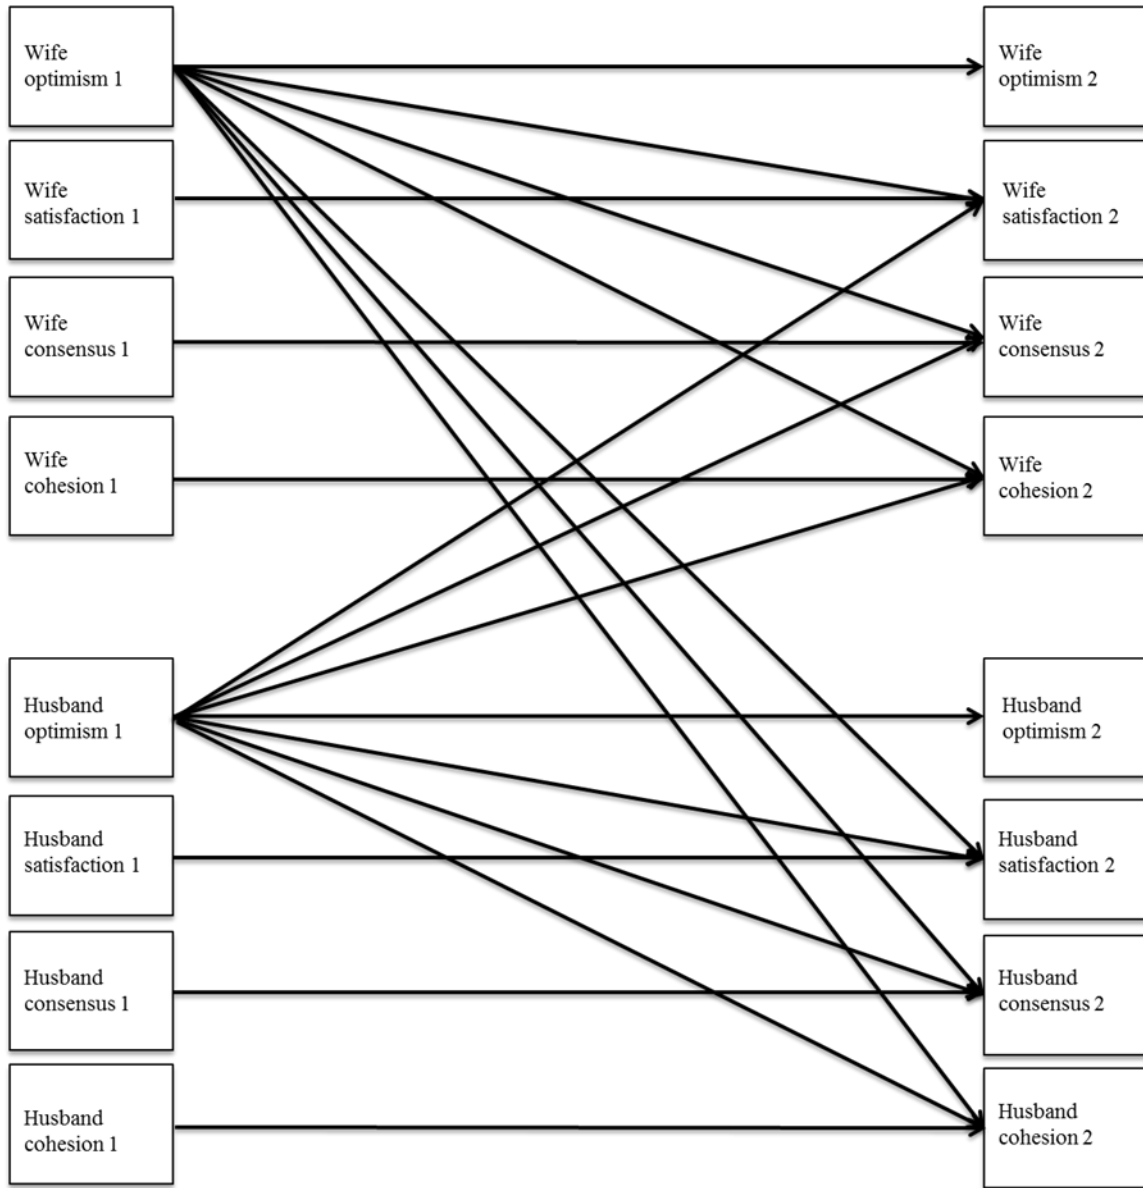 Wife
optimism 1
Wife
optimism 2
Wife
satisfaction 1
Wife
satisfaction 2
Wife
consensus 1
Wife
consensus 2
Wife
cohesion 1
Wife
cohesion 2
Husband
optimism 1
Husband
optimism 2
Husband
satisfaction 1
Husband
satisfaction 2
Husband
consensus 1
Husband
consensus 2
Husband
cohesion 1
Husband
cohesion 2